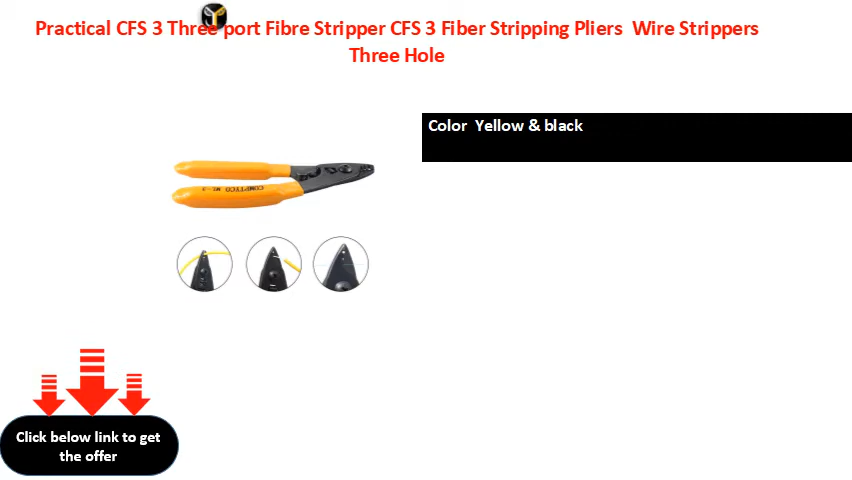 Practical CFS 3 Three port Fibre Stripper CFS 3 Fiber Stripping Pliers  Wire Strippers
Three Hole
Color  Yellow & black
COMPTYCO
Click below link to get
the offer